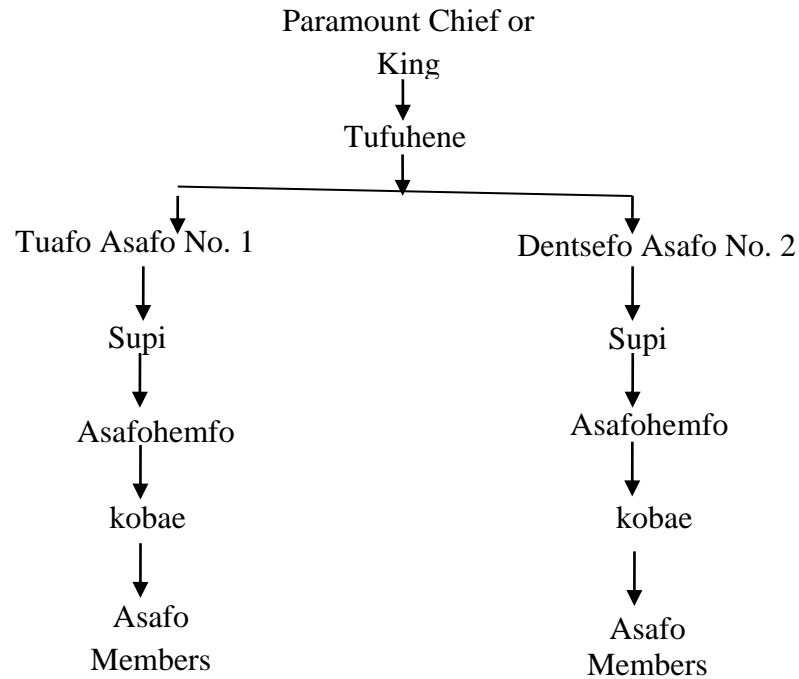 Paramount Chief or
King
Tufuhene
Tuafo Asafo No. 1
Dentsefo Asafo No. 2
Supi
Supi
Asafohemfo
Asafohemfo
kobae
kobae
Asafo
Members
Asafo
Members